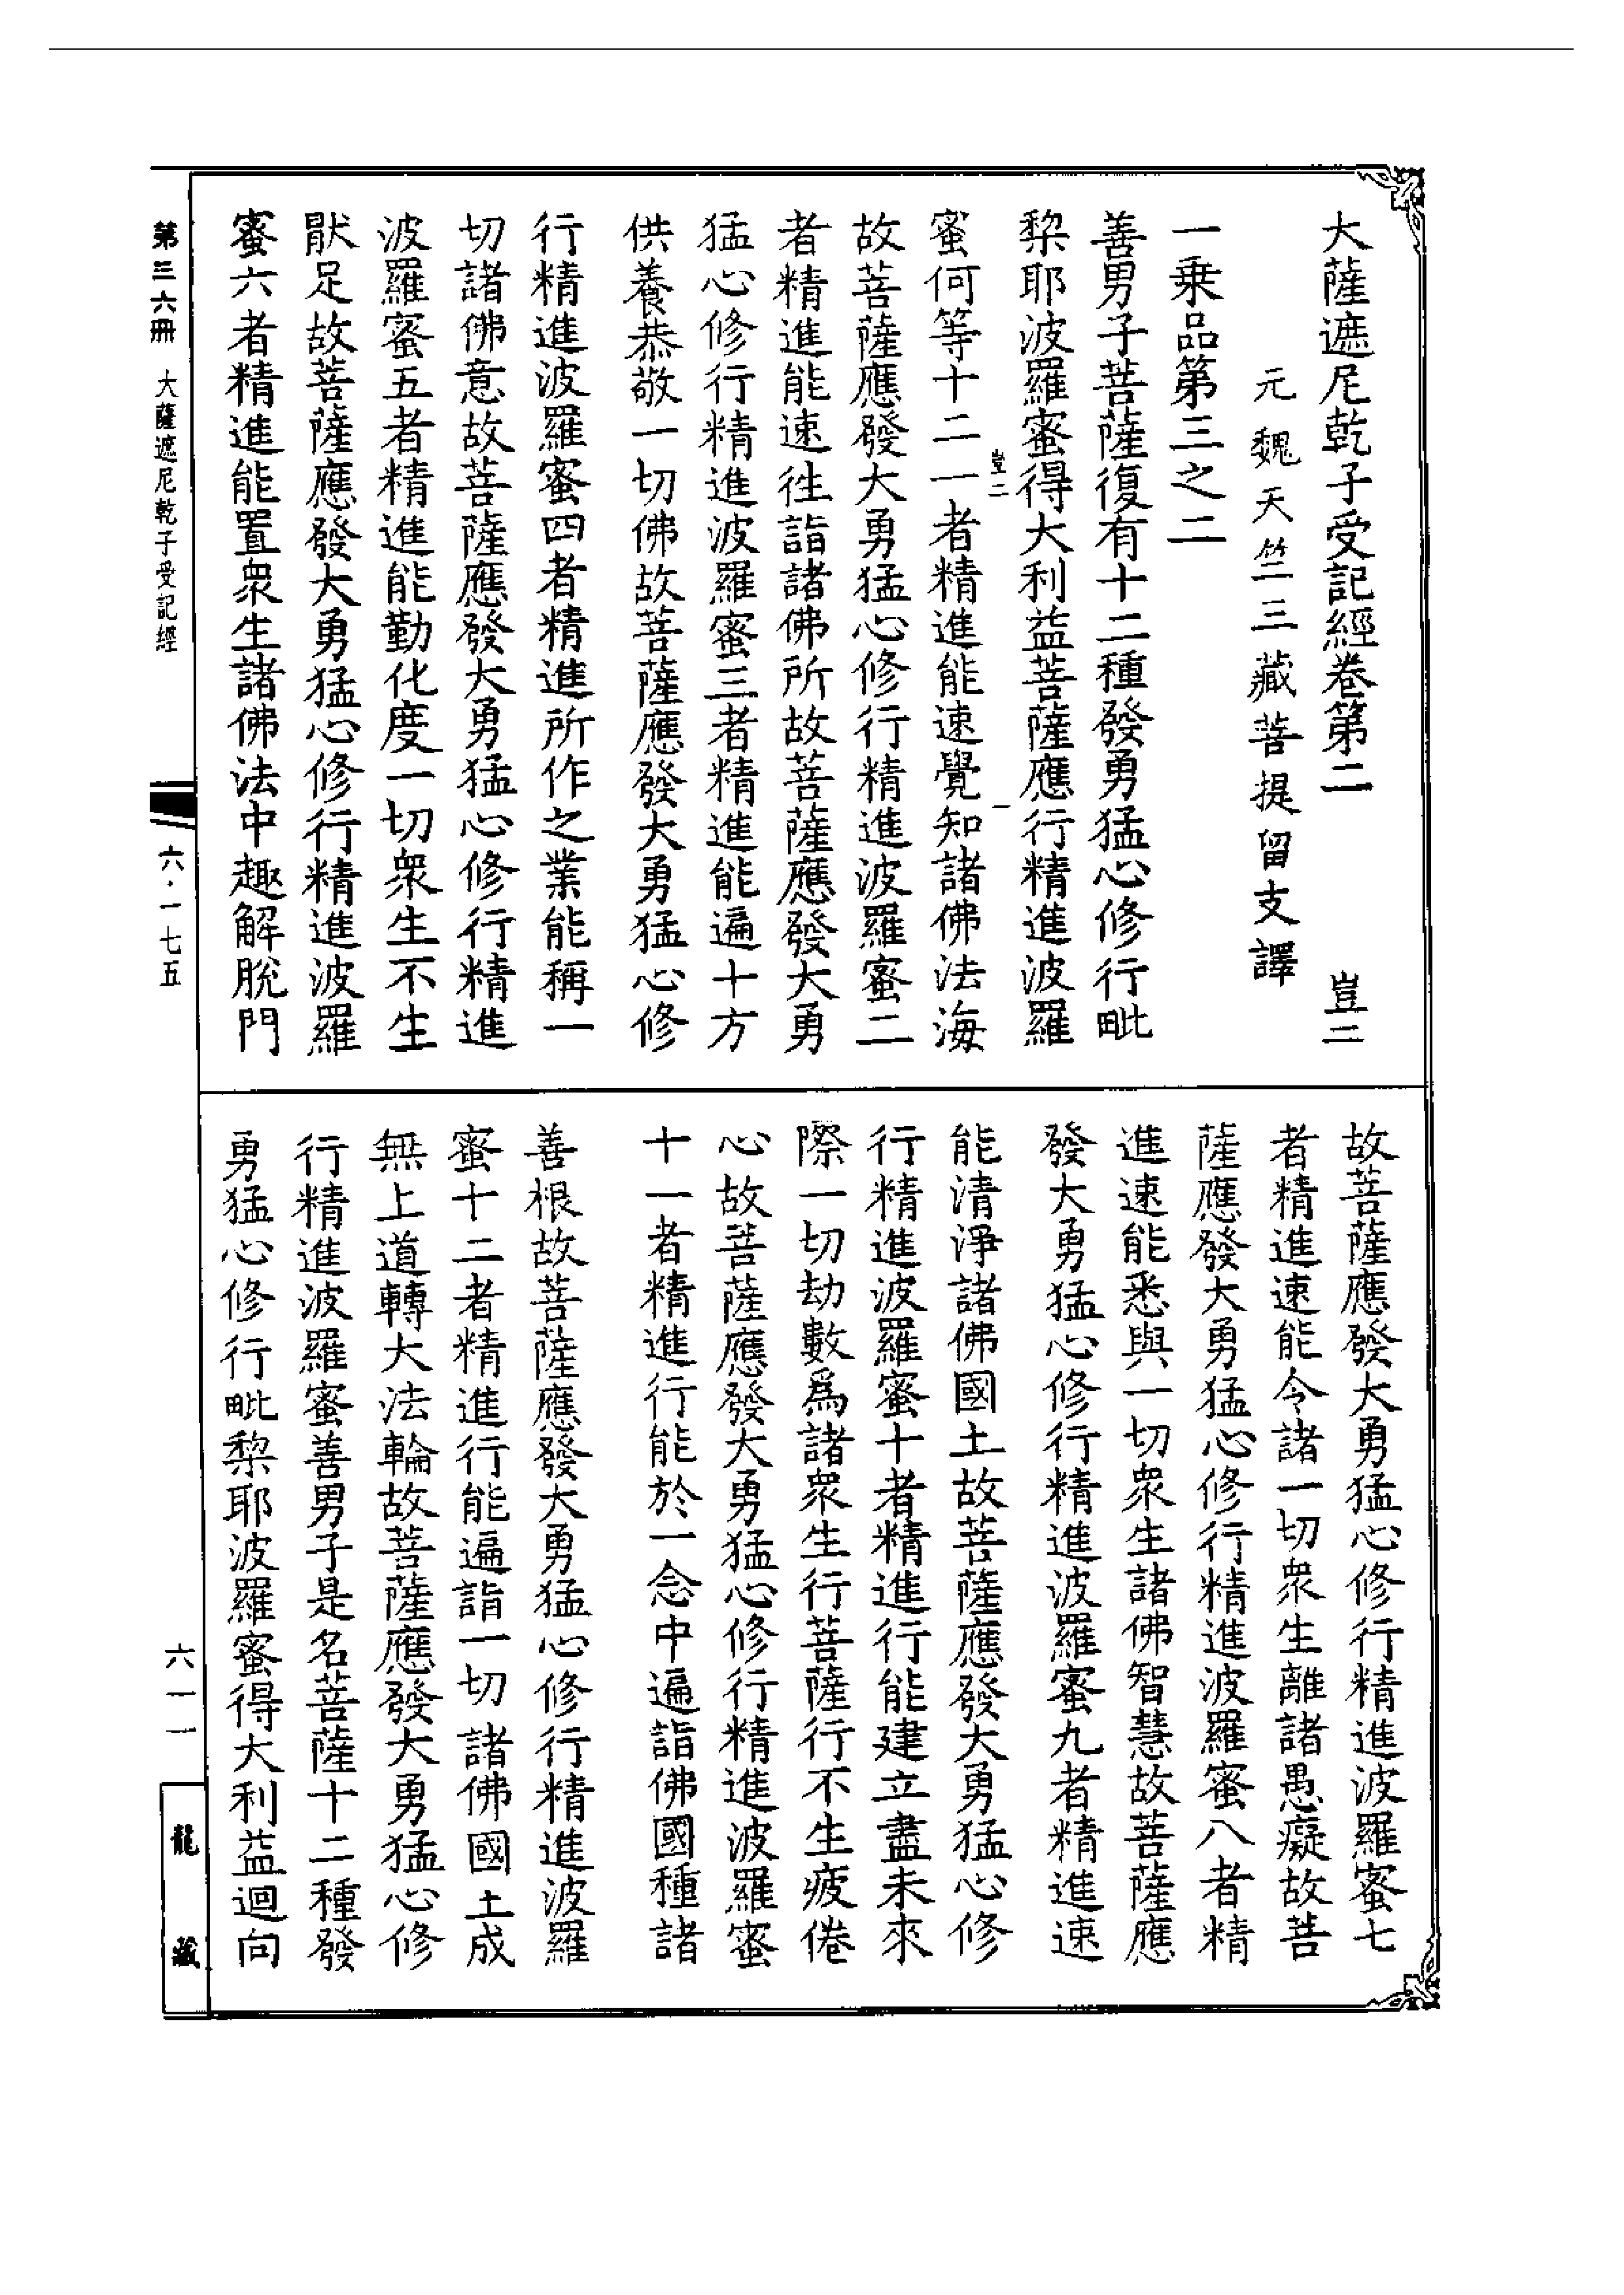 大薩遮尼乾子受記經卷第二　豈二
元魏天竺三藏菩提留支譯
一乗品第三之二
善男子菩薩復有十二種發勇猛心修行毗
棃耶波羅蜜得大利益菩薩應行精進波羅
豈二　一
蜜何等十二一者精進能速覺知諸佛法海
故菩薩應發大勇猛心修行精進波羅蜜二
者精進能速徃詣諸佛所故菩薩應發大勇
猛心修行精進波羅蜜三者精進能遍十方
供養恭敬一切佛故菩薩應發大勇猛心修
行精進波羅蜜四者精進所作之業能稱一
切諸佛意故菩薩應發大勇猛心修行精進
波羅蜜五者精進能勤化度一切衆生不生
猒足故菩薩應發大勇猛心修行精進波羅
蜜六者精進能置衆生諸佛法中趣解脫門
故菩薩應發大勇猛心修行精進波羅蜜七
者精進速能令諸一切衆生離諸愚癡故菩
薩應發大勇猛心修行精進波羅蜜八者精
進速能悉與一切衆生諸佛智慧故菩薩應
發大勇猛心修行精進波羅蜜九者精進速
能清淨諸佛國土故菩薩應發大勇猛心修
行精進波羅蜜十者精進行能建立盡未來
際一切劫數爲諸衆生行菩薩行不生疲倦
心故菩薩應發大勇猛心修行精進波羅蜜
十一者精進行能於一念中遍詣佛國種諸
善根故菩薩應發大勇猛心修行精進波羅
蜜十二者精進行能遍詣一切諸佛國土成
無上道轉大法輪故菩薩應發大勇猛心修
行精進波羅蜜善男子是名菩薩十二種發
勇猛心修行毗棃耶波羅蜜得大利益迴向
第三六冊　大薩遮尼乾子受記經
六・一七五
六一一
龍藏